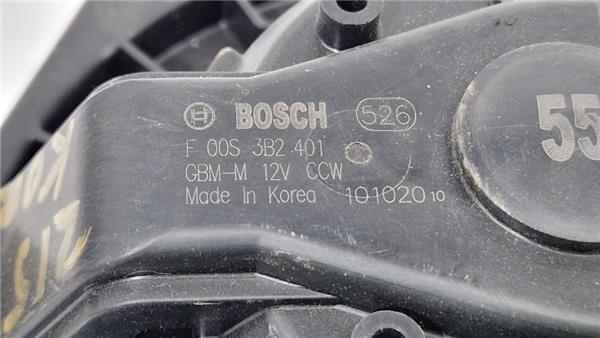 BOSCH 526
F 00S 3B2 401
GBM-M 12V CCW
Made In Korea 101020 10
55